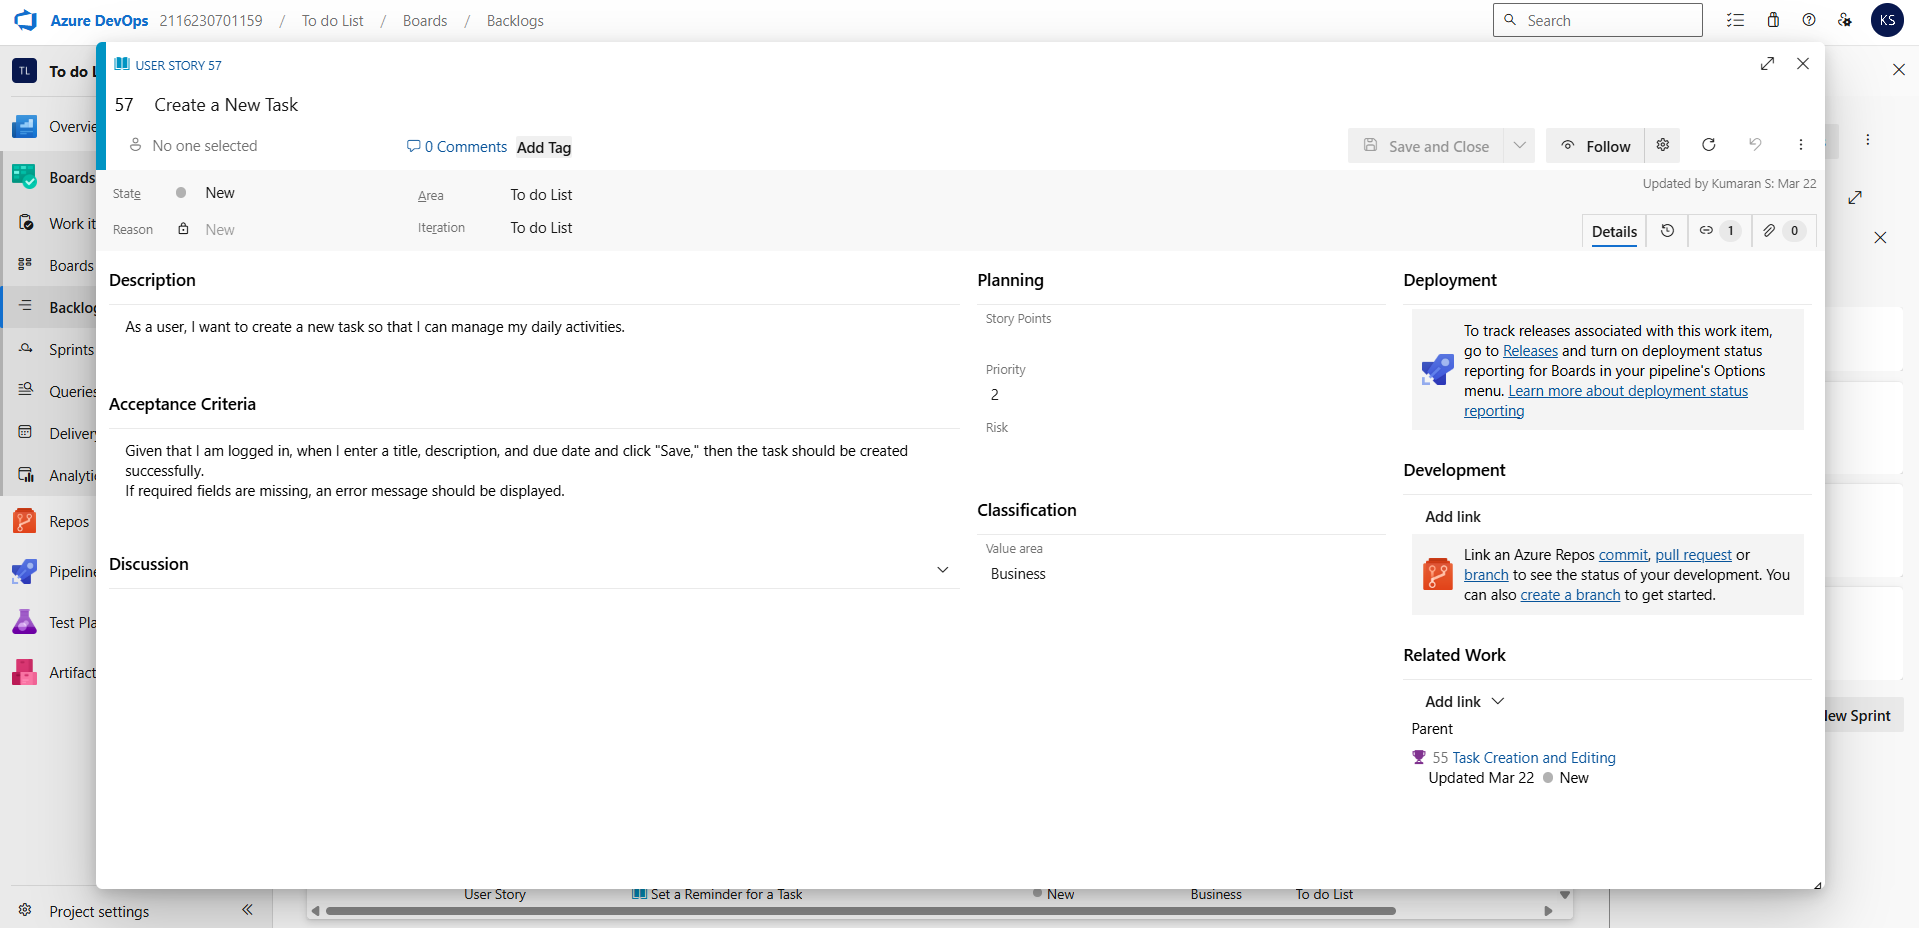 Azure DevOps 2116230701159 / To do List / Boards / Backlogs
Search
KS
TL To do L
Overvie
Boards
Work it
Boards
Backlog
Sprints
Queries
Delivery
Analytic
Repos
Pipeline
Test Pla
Artifact
Project settings
USER STORY 57
57 Create a New Task
No one selected
0 Comments
Add Tag
Save and Close
Follow
State New
Area To do List
Updated by Kumaran S: Mar 22
Reason New
Iteration To do List
Details
1
0
Description
As a user, I want to create a new task so that I can manage my daily activities.
Acceptance Criteria
Given that I am logged in, when I enter a title, description, and due date and click "Save," then the task should be created
successfully.
If required fields are missing, an error message should be displayed.
Discussion
Planning
Story Points
Priority
2
Risk
Classification
Value area
Business
Deployment
To track releases associated with this work item,
go to Releases and turn on deployment status
reporting for Boards in your pipeline's Options
menu. Learn more about deployment status
reporting
Development
Add link
Link an Azure Repos commit, pull request or
branch to see the status of your development. You
can also create a branch to get started.
Related Work
Add link
Parent
55 Task Creation and Editing
Updated Mar 22 New
ew Sprint
User Story Set a Reminder for a Task New Business To do List